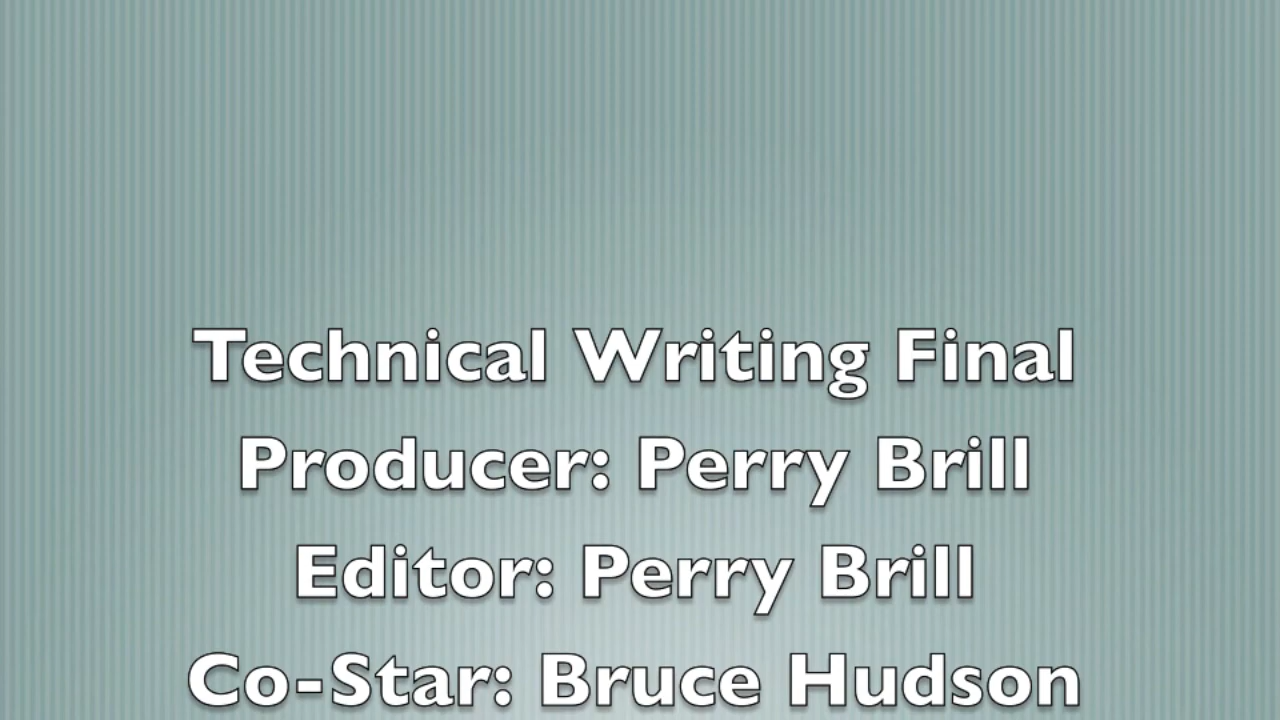 Technical Writing Final
Producer: Perry Brill
Editor: Perry Brill
Co-Star: Bruce Hudson